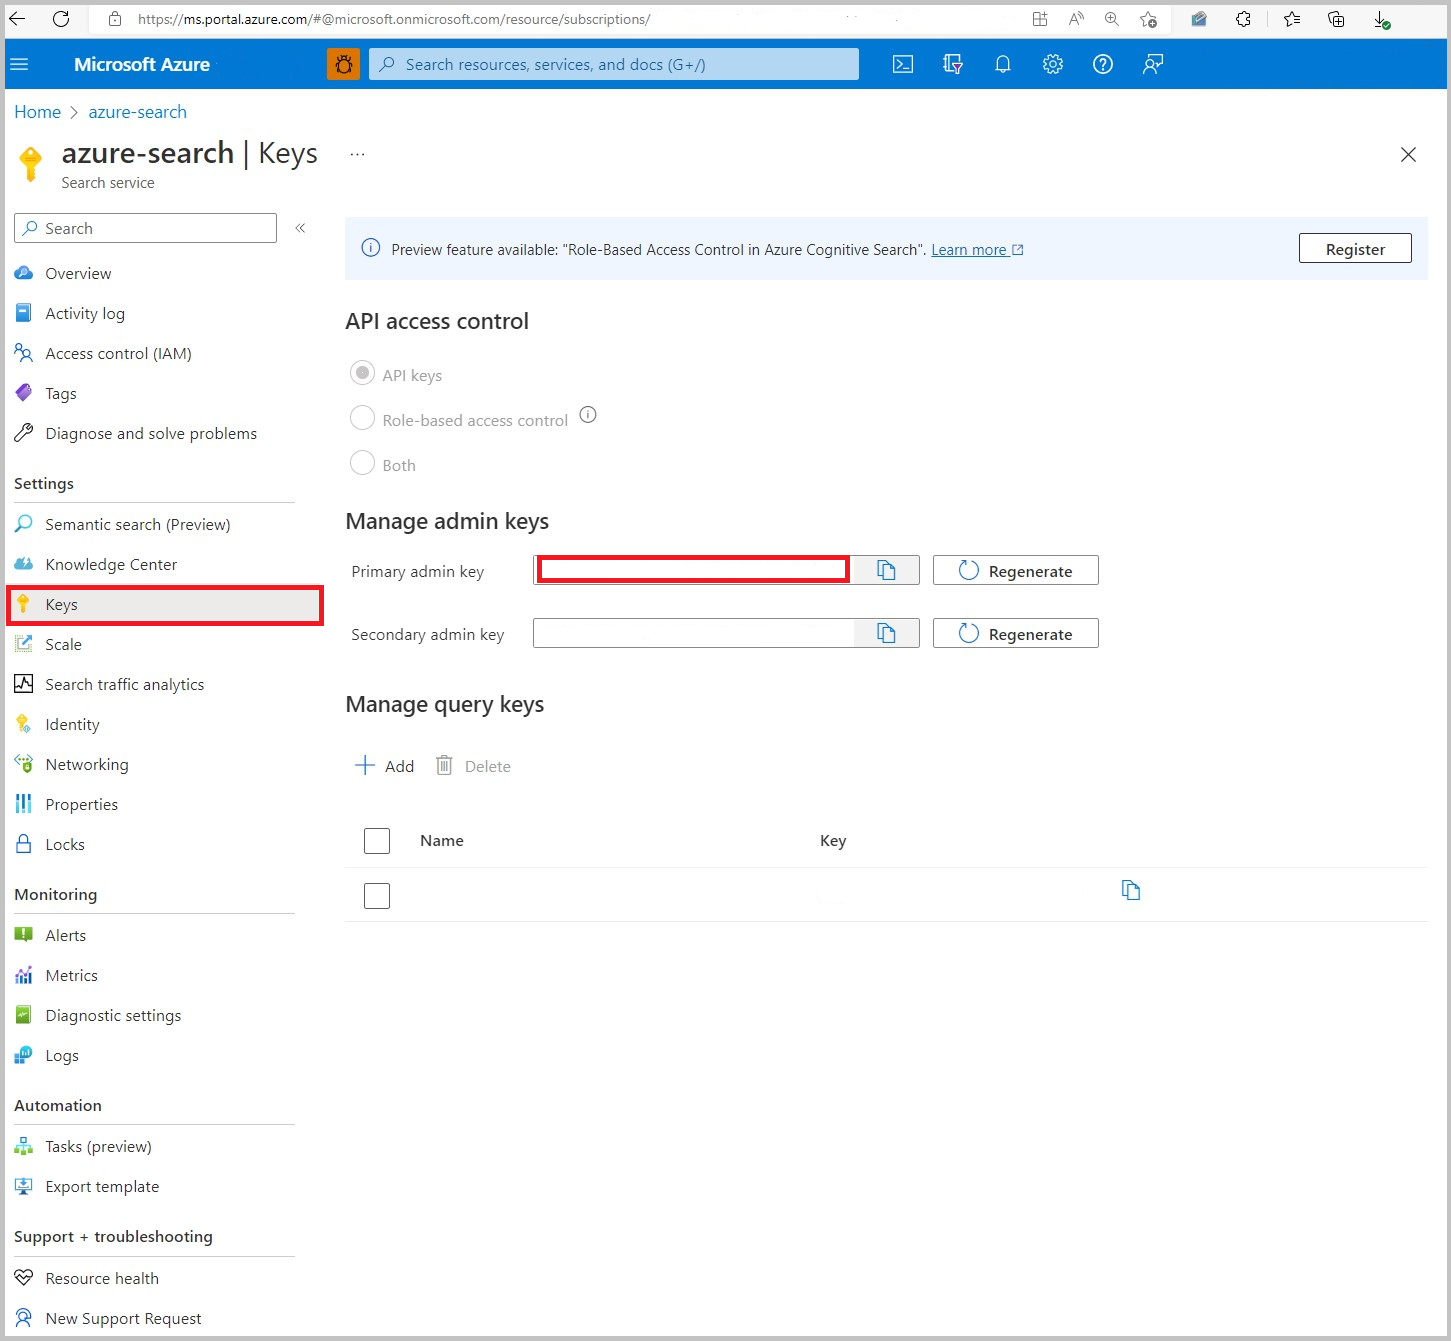 https://ms.portal.azure.com/#@microsoft.onmicrosoft.com/resource/subscriptions/
Microsoft Azure
Search resources, services, and docs (G+/)
Home > azure-search
azure-search | Keys ...
Search service
Search «
Overview
Activity log
Access control (IAM)
Tags
Diagnose and solve problems
Settings
Semantic search (Preview)
Knowledge Center
Keys
Scale
Search traffic analytics
Identity
Networking
Properties
Locks
Monitoring
Alerts
Metrics
Diagnostic settings
Logs
Automation
Tasks (preview)
Export template
Support + troubleshooting
Resource health
New Support Request
Preview feature available: "Role-Based Access Control in Azure Cognitive Search". Learn more
Register
API access control
API keys
Role-based access control
Both
Manage admin keys
Primary admin key
Regenerate
Secondary admin key
Regenerate
Manage query keys
Add Delete
Name Key